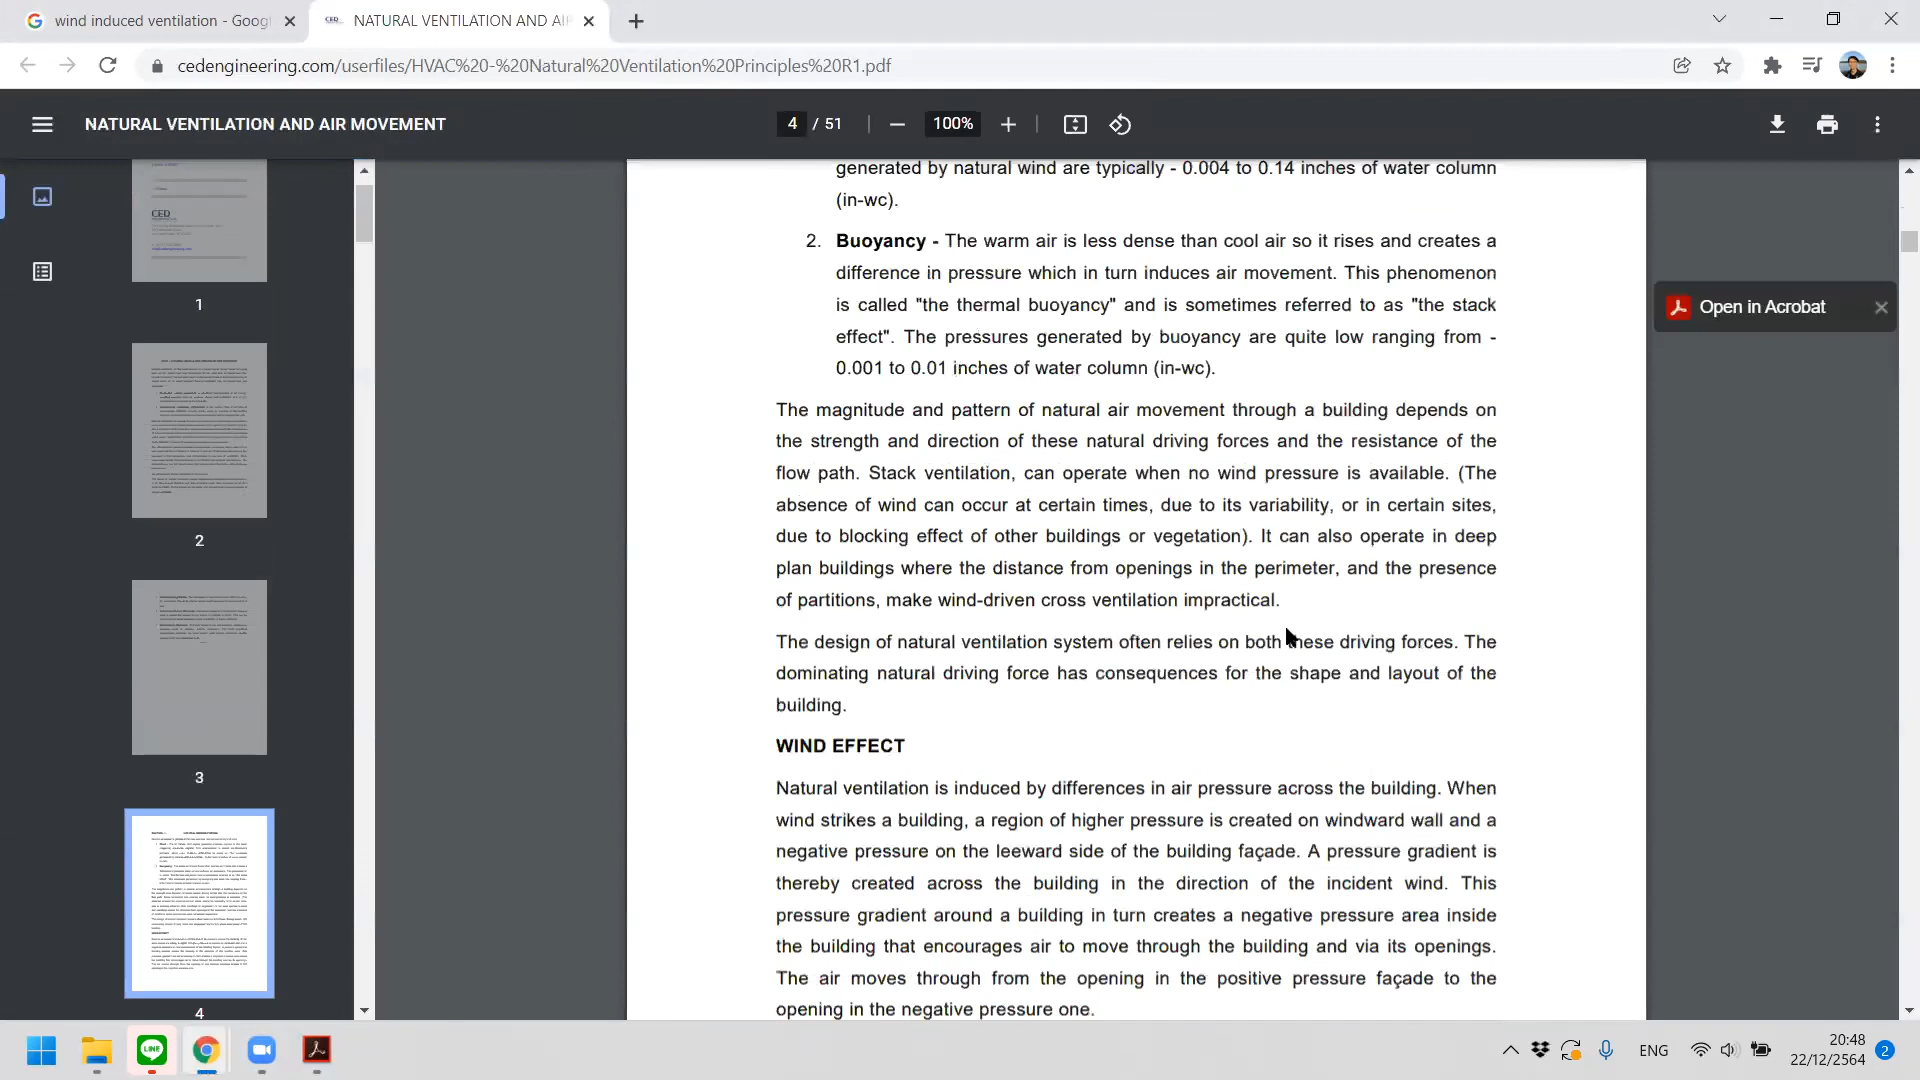 wind induced ventilation - Goog
CED
NATURAL VENTILATION AND AI
cedengineering.com/userfiles/HVAC%20-%20Natural%20Ventilation%20Principles%20R1.pdf
NATURAL VENTILATION AND AIR MOVEMENT
4 / 51
100%
generated by natural wind are typically - 0.004 to 0.14 inches of water column
(in-wc).
2. Buoyancy - The warm air is less dense than cool air so it rises and creates a
difference in pressure which in turn induces air movement. This phenomenon
is called "the thermal buoyancy" and is sometimes referred to as "the stack
effect". The pressures generated by buoyancy are quite low ranging from -
0.001 to 0.01 inches of water column (in-wc).
The magnitude and pattern of natural air movement through a building depends on
the strength and direction of these natural driving forces and the resistance of the
flow path. Stack ventilation, can operate when no wind pressure is available. (The
absence of wind can occur at certain times, due to its variability, or in certain sites,
due to blocking effect of other buildings or vegetation). It can also operate in deep
plan buildings where the distance from openings in the perimeter, and the presence
of partitions, make wind-driven cross ventilation impractical.
The design of natural ventilation system often relies on both these driving forces. The
dominating natural driving force has consequences for the shape and layout of the
building.
WIND EFFECT
Natural ventilation is induced by differences in air pressure across the building. When
wind strikes a building, a region of higher pressure is created on windward wall and a
negative pressure on the leeward side of the building façade. A pressure gradient is
thereby created across the building in the direction of the incident wind. This
pressure gradient around a building in turn creates a negative pressure area inside
the building that encourages air to move through the building and via its openings.
The air moves through from the opening in the positive pressure façade to the
opening in the negative pressure one.
Open in Acrobat
CED
1
2
3
4
LINE
ENG
20:48
22/12/2564
2